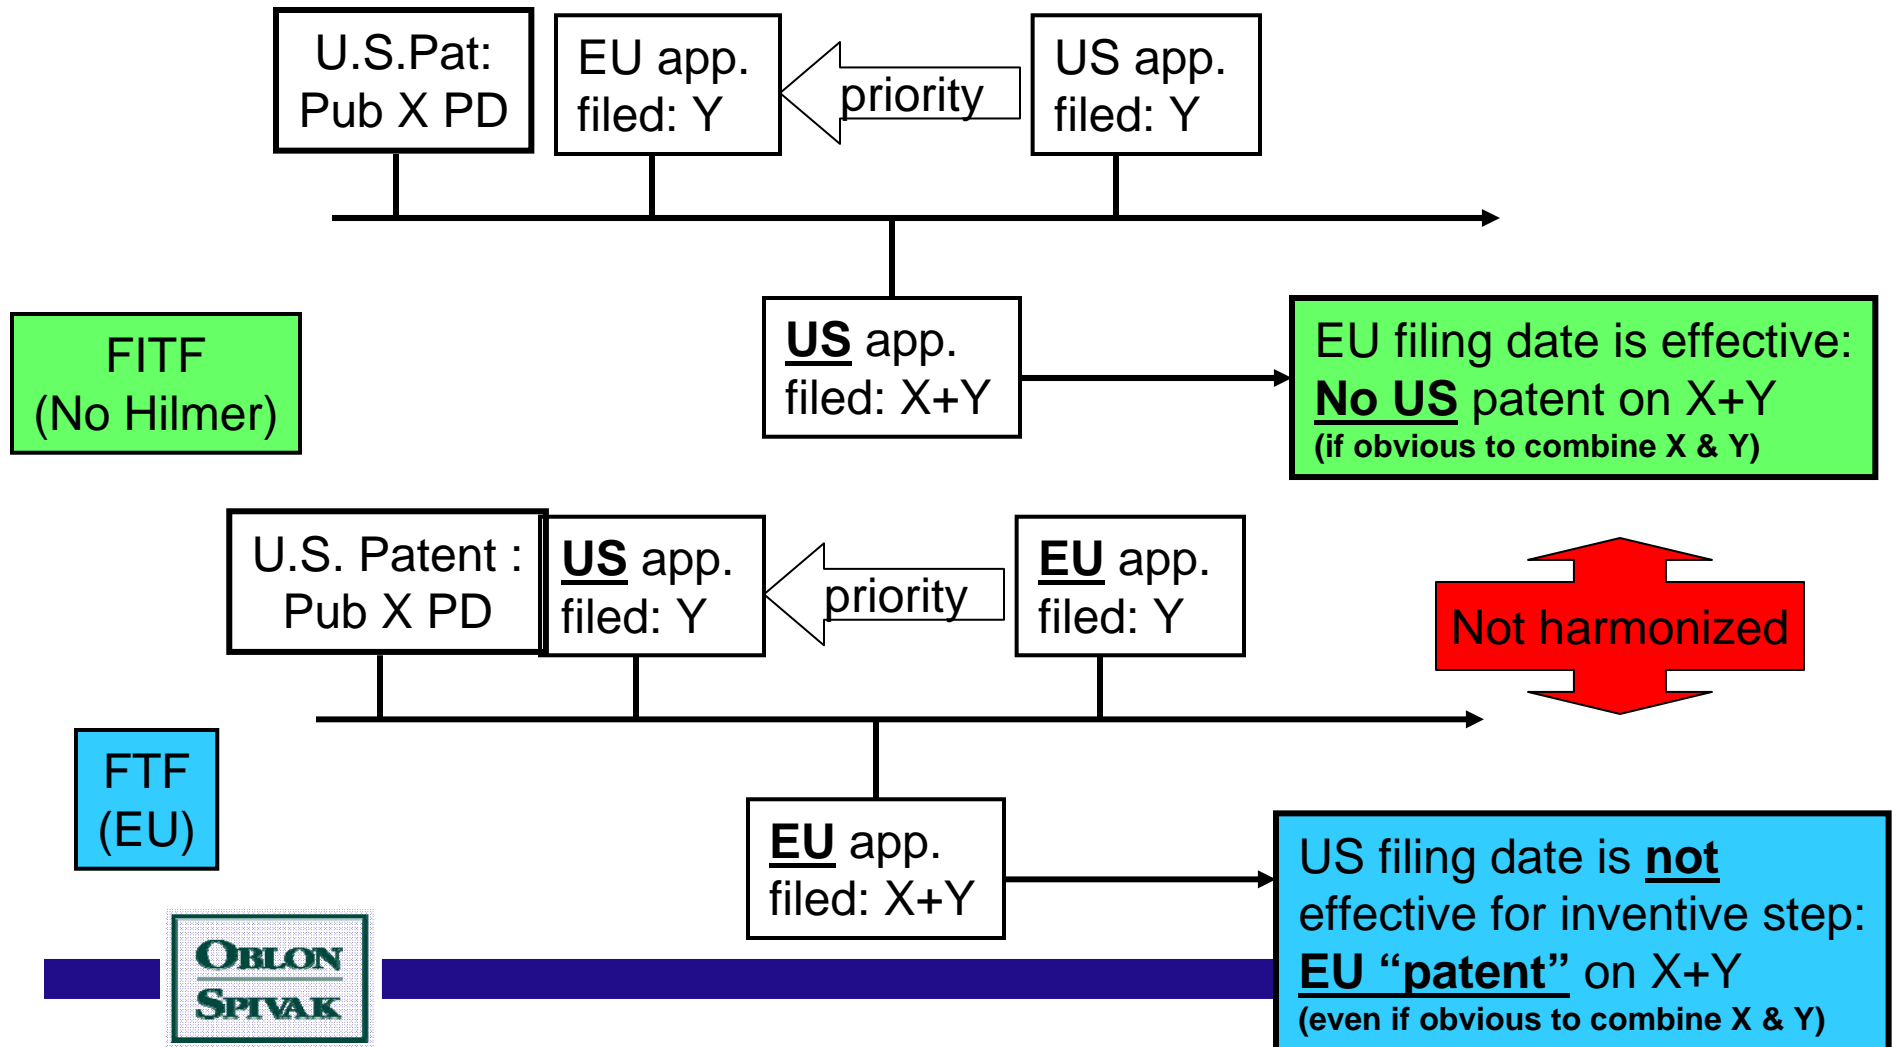 U.S.Pat:
Pub X PD
EU app.
filed: Y
priority
US app.
filed: Y
FITF
(No Hilmer)
US app.
filed: X+Y
EU filing date is effective:
No US patent on X+Y
(if obvious to combine X & Y)
U.S. Patent :
Pub X PD
US app.
filed: Y
priority
EU app.
filed: Y
Not harmonized
FTF
(EU)
EU app.
filed: X+Y
US filing date is not
effective for inventive step:
EU “patent” on X+Y
(even if obvious to combine X & Y)
OBLON
SPIVAK